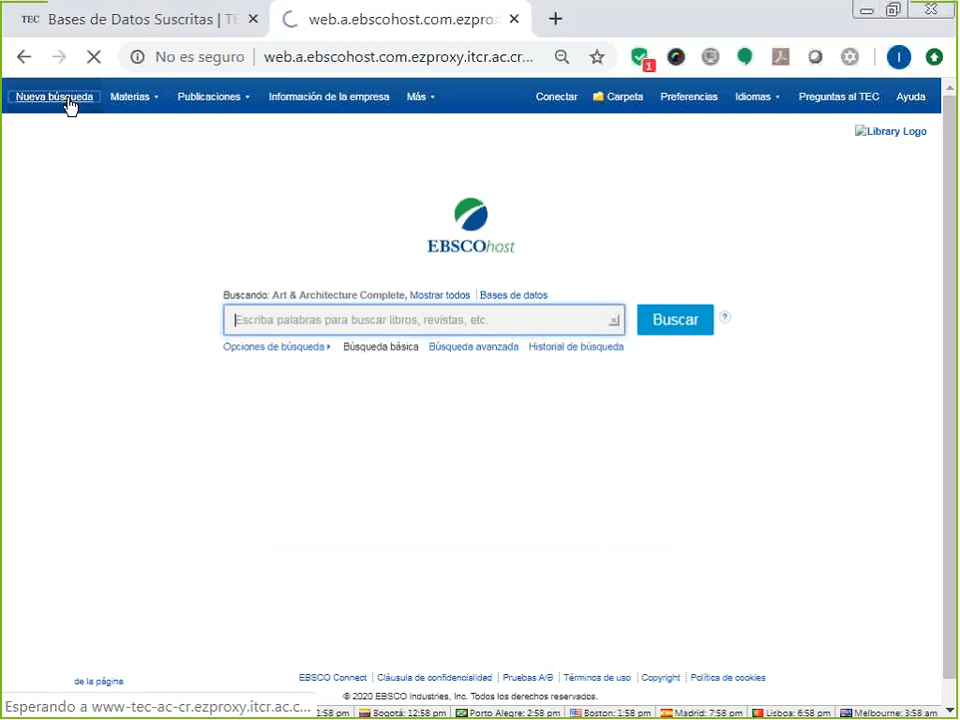 TEC Bases de Datos Suscritas | TE
web.a.ebscohost.com.ezproxy
No es seguro web.a.ebscohost.com.ezproxy.itcr.ac.cr...
1
I
Nueva búsqueda Materias Publicaciones Información de la empresa Más Conectar Carpeta Preferencias Idiomas Preguntas al TEC Ayuda
Library Logo
EBSCOhost
Buscando: Art & Architecture Complete, Mostrar todos | Bases de datos
Escriba palabras para buscar libros, revistas, etc. Buscar ?
Opciones de búsqueda Búsqueda básica Búsqueda avanzada Historial de búsqueda
de la página
EBSCO Connect | Cláusula de confidencialidad | Pruebas A/B | Términos de uso | Copyright | Política de cookies
© 2020 EBSCO Industries, Inc. Todos los derechos reservados.
Esperando a www-tec-ac-cr.ezproxy.itcr.ac.c...
1:58 pm Bogotá: 12:58 pm Porto Alegre: 2:58 pm Boston: 1:58 pm Madrid: 7:58 pm Lisboa: 6:58 pm Melbourne: 3:58 am